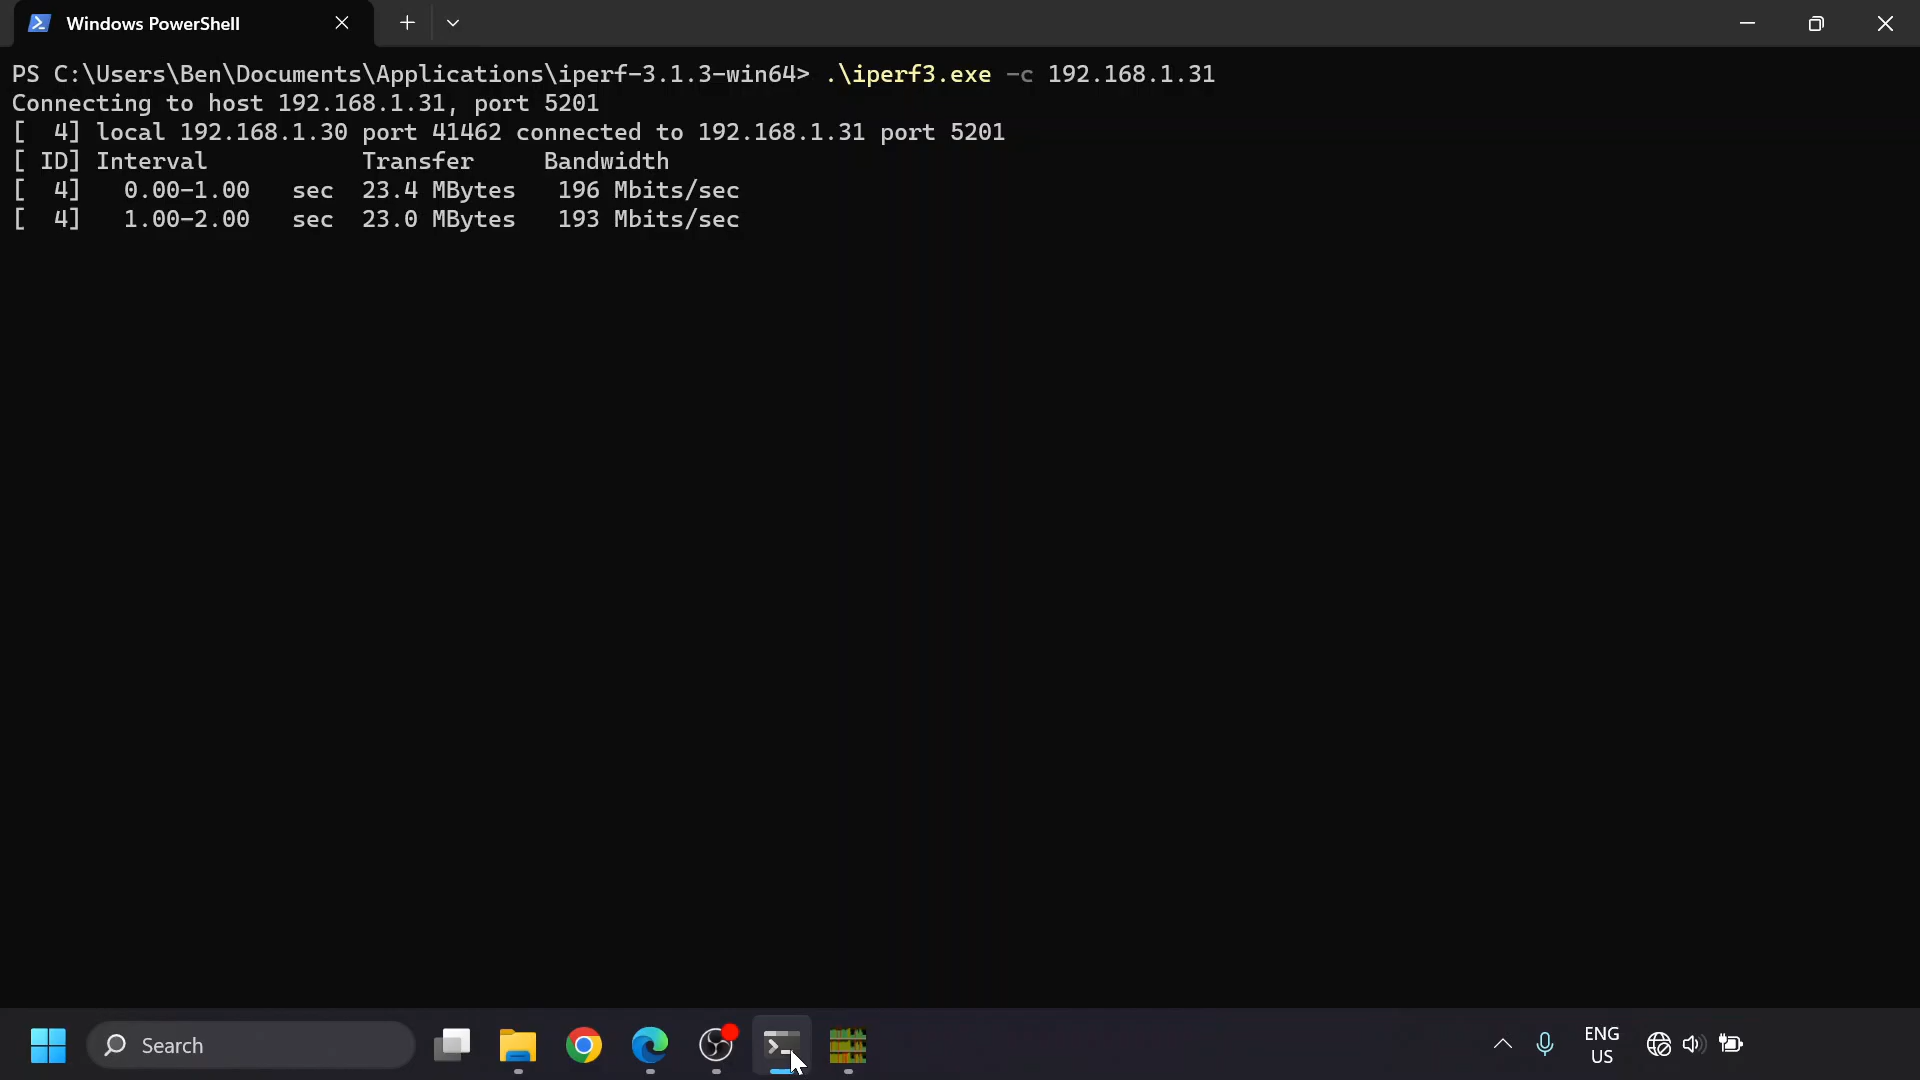 Windows PowerShell
PS C:\Users\Ben\Documents\Applications\iperf-3.1.3-win64> .\iperf3.exe -c 192.168.1.31
Connecting to host 192.168.1.31, port 5201
[  4] local 192.168.1.30 port 41462 connected to 192.168.1.31 port 5201
[ ID] Interval           Transfer     Bandwidth
[  4]   0.00-1.00   sec  23.4 MBytes   196 Mbits/sec
[  4]   1.00-2.00   sec  23.0 MBytes   193 Mbits/sec
Search
ENG
US